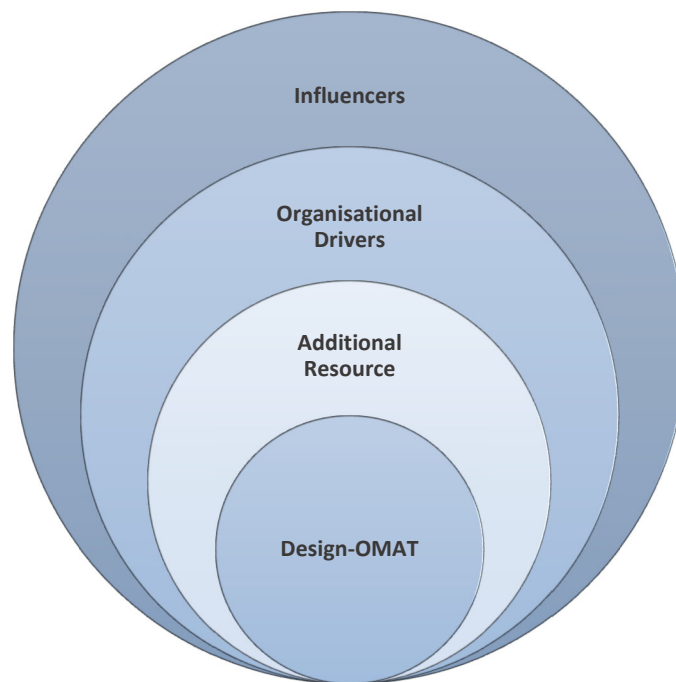 Influencers
Organisational
Drivers
Additional
Resource
Design-OMAT